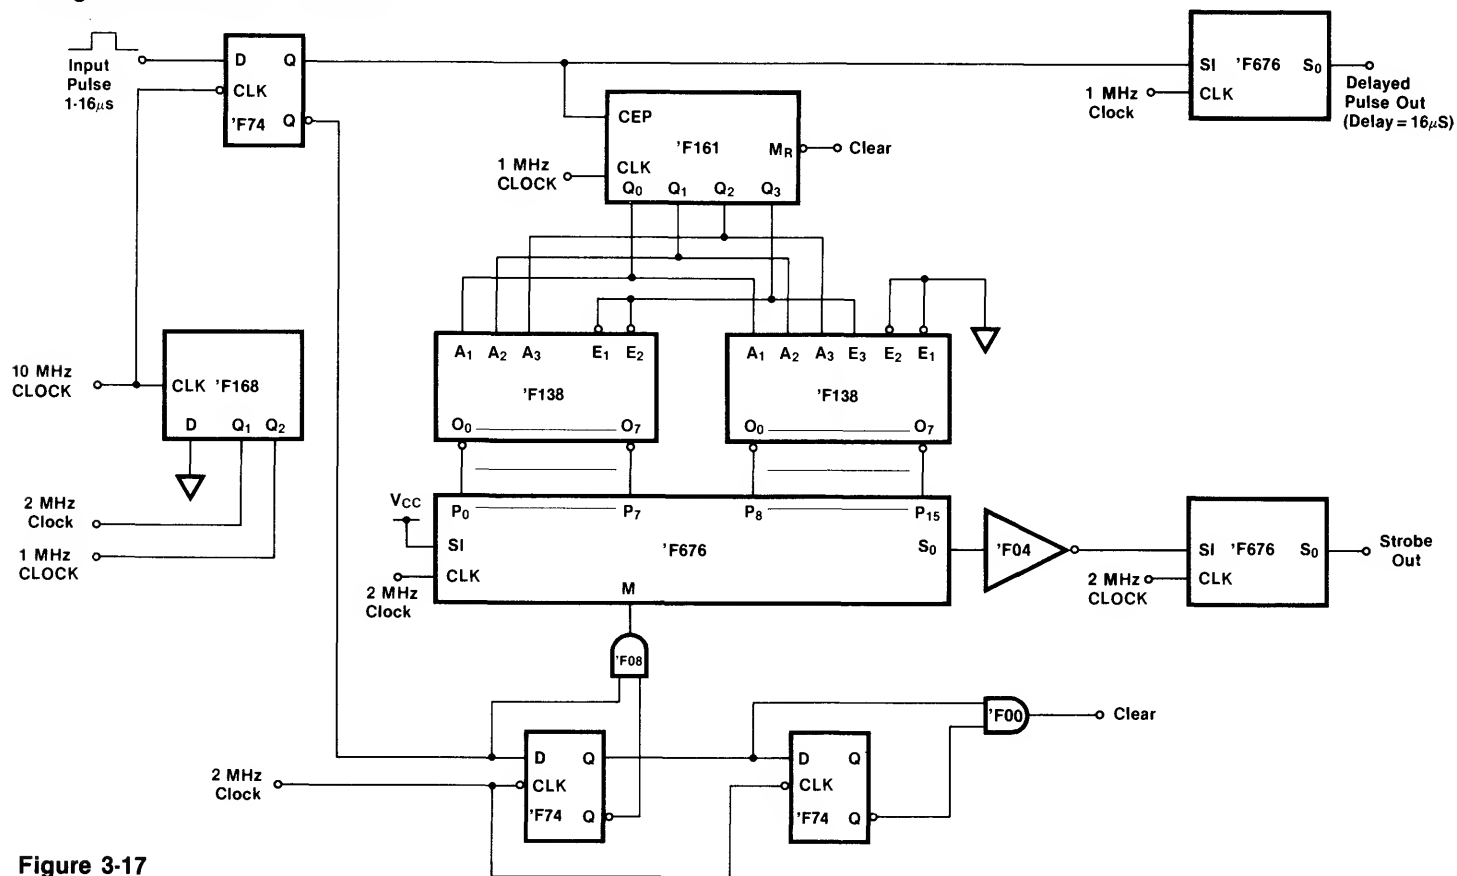 Input
Pulse
1-16µs
D Q
CLK
'F74 Q
CEP
'F161 MR Clear
CLK
Q0 Q1 Q2 Q3
1 MHz
CLOCK
SI 'F676 S0
CLK
1 MHz
Clock
Delayed
Pulse Out
(Delay = 16µS)
10 MHz
CLOCK
CLK 'F168
D Q1 Q2
2 MHz
Clock
1 MHz
CLOCK
A1 A2 A3 E1 E2
'F138
O0 O7
A1 A2 A3 E3 E2 E1
'F138
O0 O7
VCC
P0 P7 P8 P15
SI 'F676 S0
CLK
M
2 MHz
Clock
'F04
SI 'F676 S0
CLK
2 MHz
CLOCK
Strobe
Out
'F08
2 MHz
Clock
D Q
CLK
'F74 Q
D Q
CLK
'F74 Q
'F00 Clear
Figure 3-17